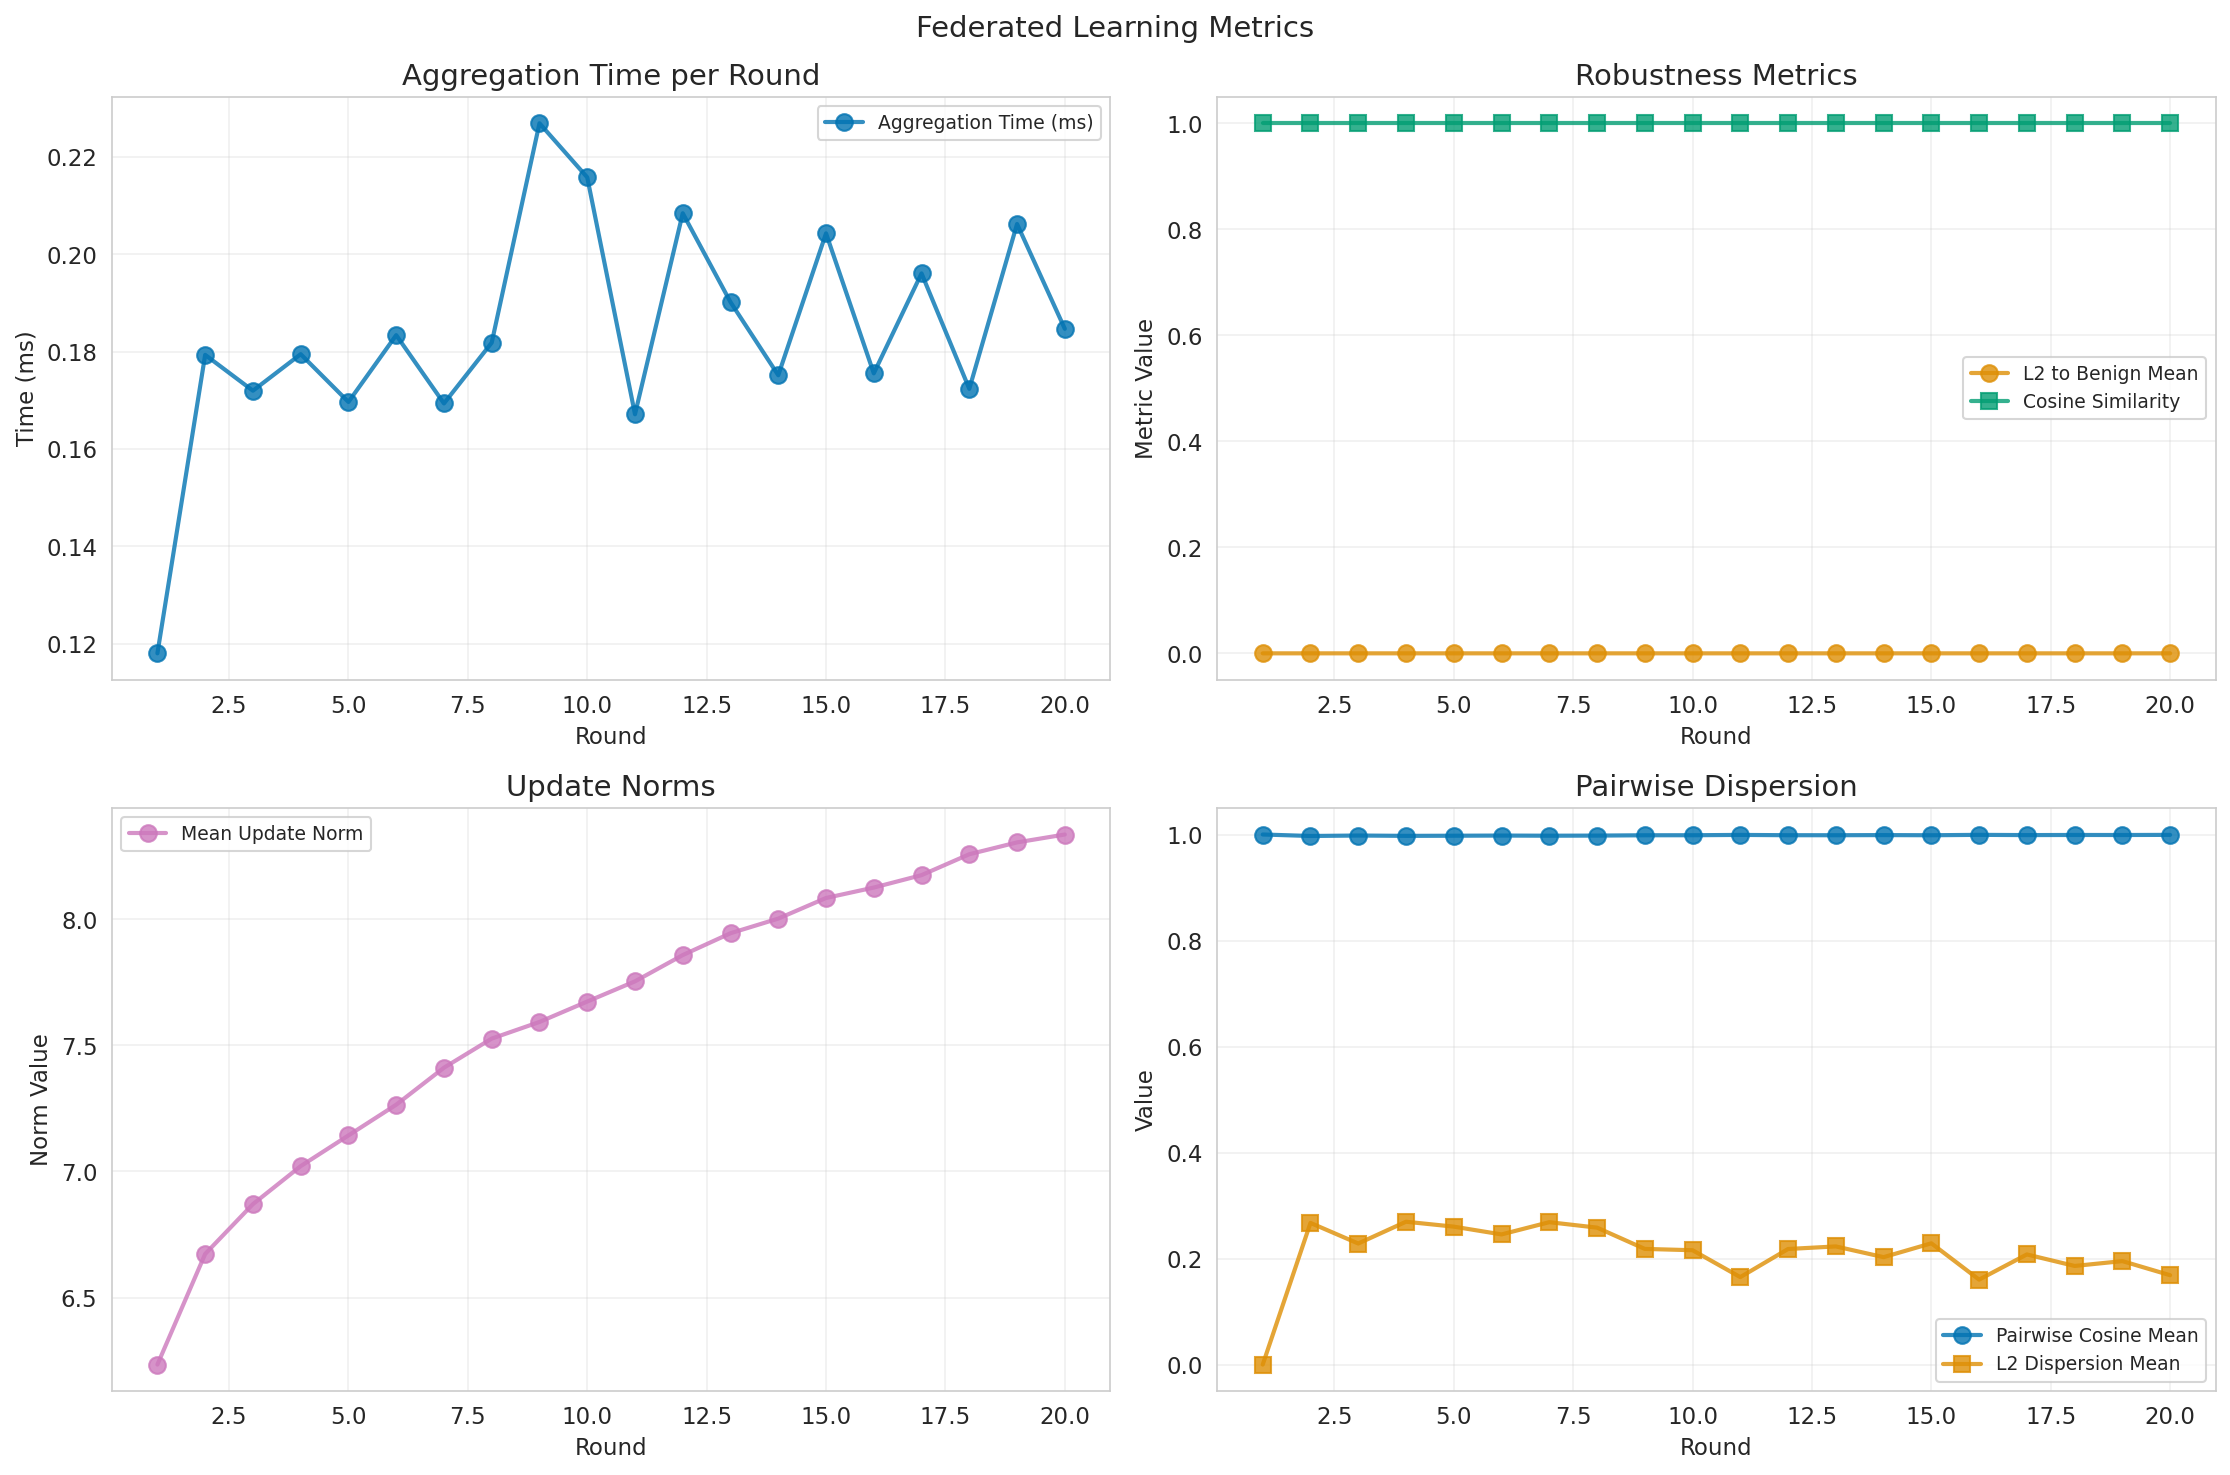 Federated Learning Metrics
Aggregation Time per Round
Aggregation Time (ms)
Time (ms)
0.22
0.20
0.18
0.16
0.14
0.12
2.5 5.0 7.5 10.0 12.5 15.0 17.5 20.0
Round
Robustness Metrics
Metric Value
1.0
0.8
0.6
0.4
0.2
0.0
L2 to Benign Mean
Cosine Similarity
2.5 5.0 7.5 10.0 12.5 15.0 17.5 20.0
Round
Update Norms
Mean Update Norm
Norm Value
8.0
7.5
7.0
6.5
2.5 5.0 7.5 10.0 12.5 15.0 17.5 20.0
Round
Pairwise Dispersion
Value
1.0
0.8
0.6
0.4
0.2
0.0
Pairwise Cosine Mean
L2 Dispersion Mean
2.5 5.0 7.5 10.0 12.5 15.0 17.5 20.0
Round